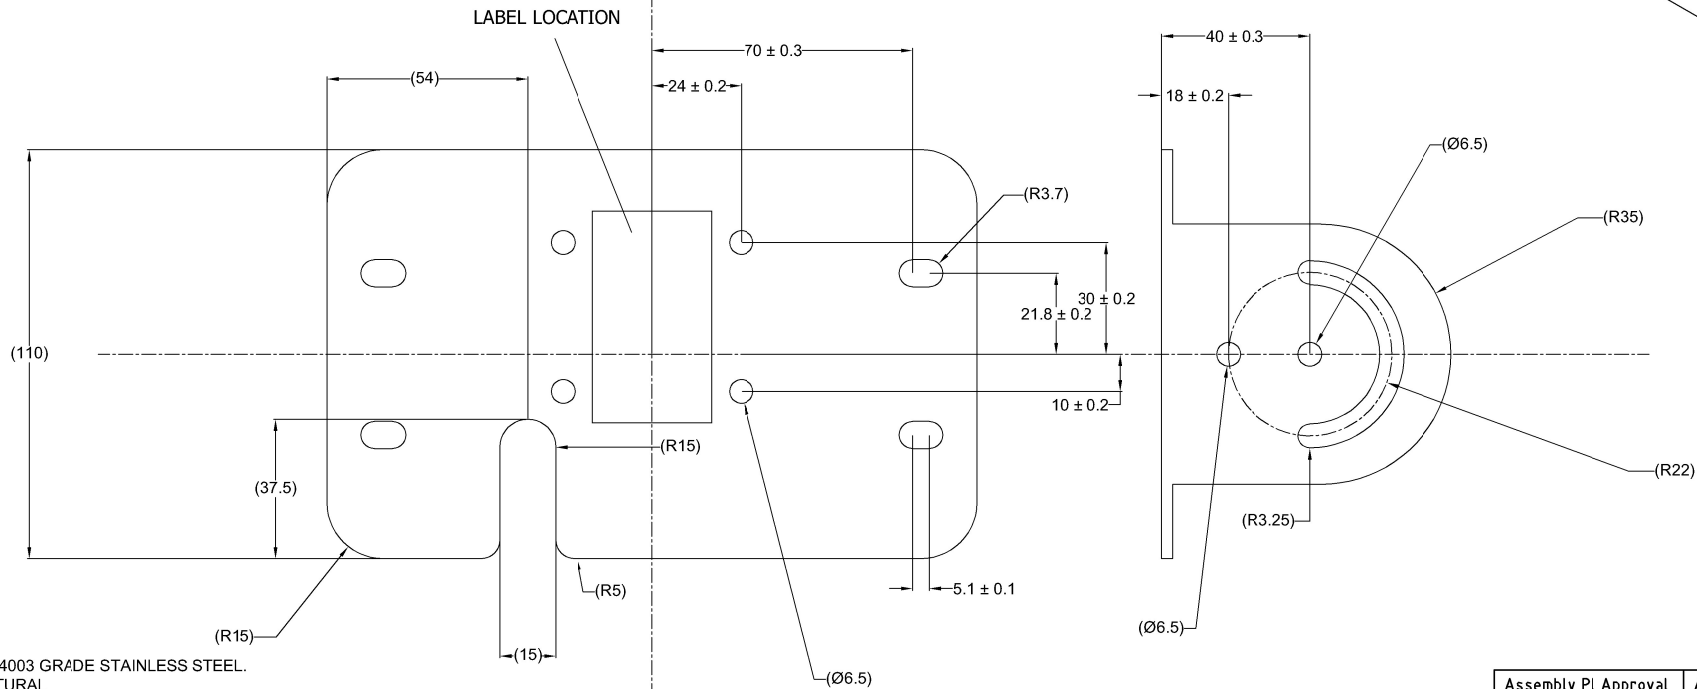 LABEL LOCATION
70 ± 0.3
40 ± 0.3
(54)
24 ± 0.2
18 ± 0.2
(Ø6.5)
(R3.7)
(R35)
30 ± 0.2
21.8 ± 0.2
(110)
10 ± 0.2
(R15)
(R22)
(37.5)
(R3.25)
5.1 ± 0.1
(R5)
(Ø6.5)
(R15)
(15)
4003 GRADE STAINLESS STEEL.
(Ø6.5)
Assembly Pl Approval